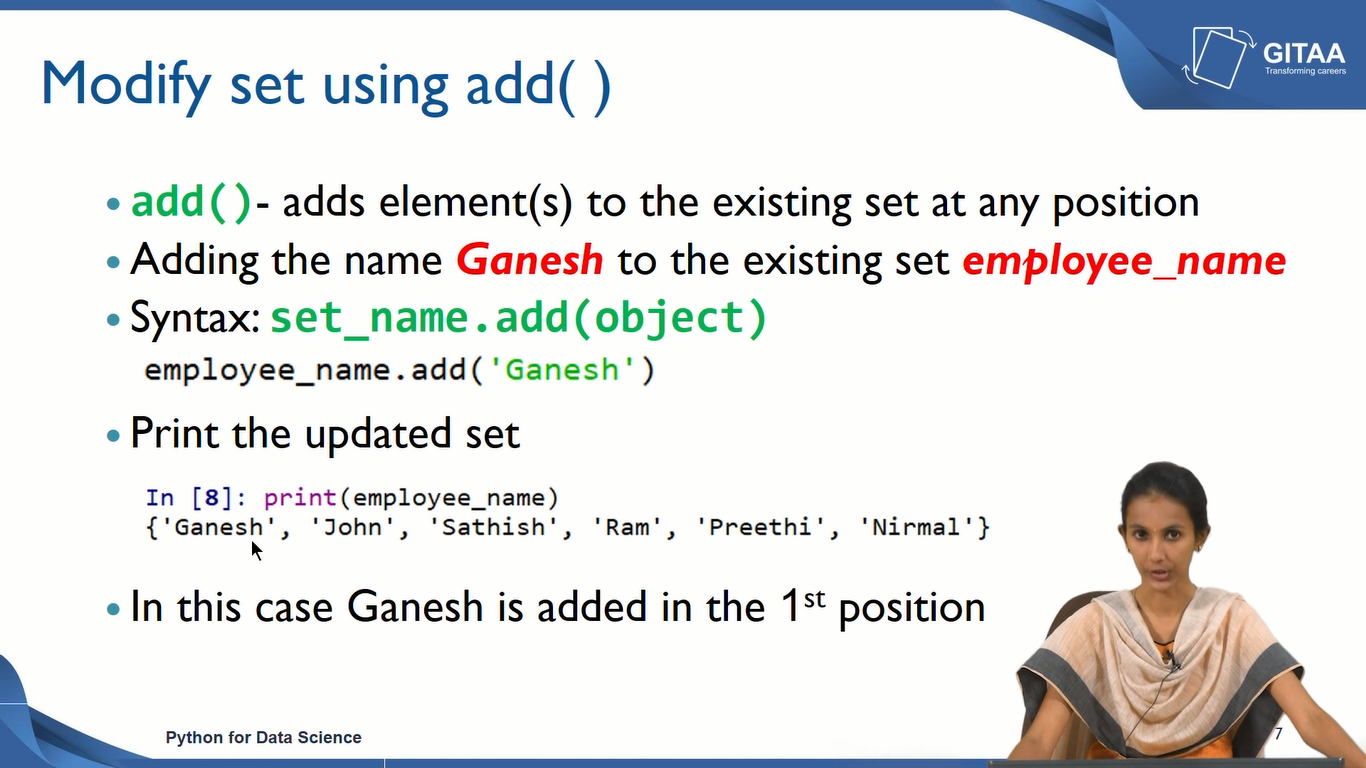 GITAA
Transforming careers
Modify set using add( )
• add()- adds element(s) to the existing set at any position
• Adding the name Ganesh to the existing set employee_name
• Syntax: set_name.add(object)
employee_name.add('Ganesh')
• Print the updated set
In [8]: print(employee_name)
{'Ganesh', 'John', 'Sathish', 'Ram', 'Preethi', 'Nirmal'}
• In this case Ganesh is added in the 1st position
Python for Data Science
7